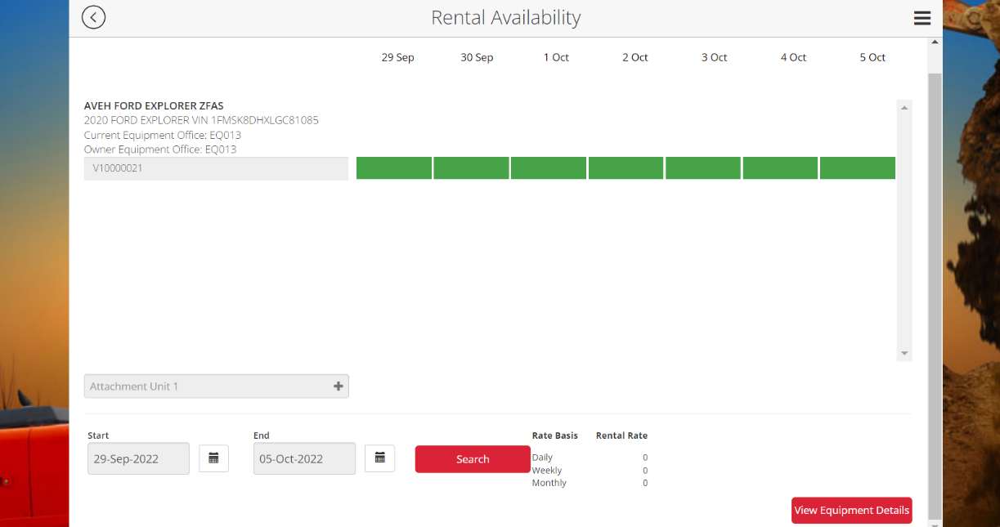 Rental Availability
29 Sep 30 Sep 1 Oct 2 Oct 3 Oct 4 Oct 5 Oct
AVEH FORD EXPLORER ZFAS
2020 FORD EXPLORER VIN 1FMSK8DHXLGC81085
Current Equipment Office: EQ013
Owner Equipment Office: EQ013
V10000021
Attachment Unit 1
Start End Rate Basis Rental Rate
29-Sep-2022 05-Oct-2022 Search
Daily 0
Weekly 0
Monthly 0
View Equipment Details